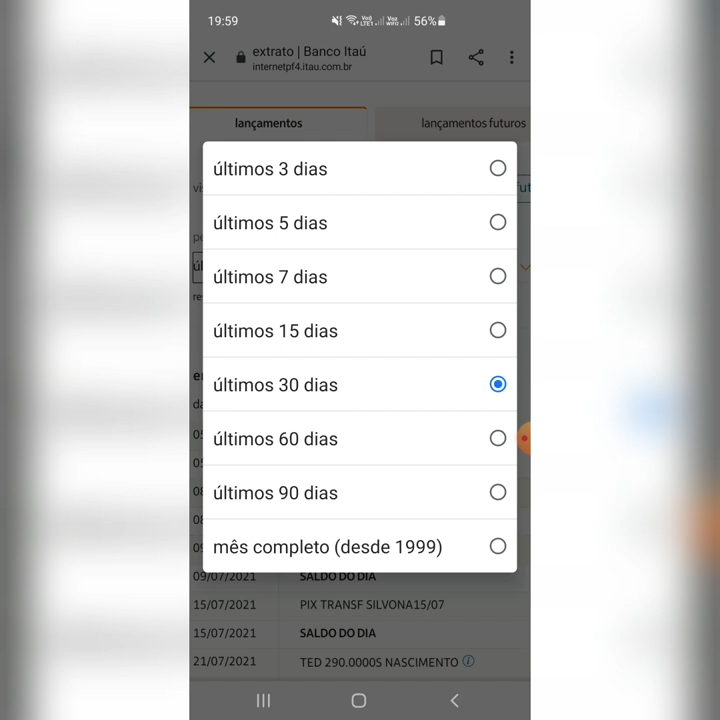 19:59
Vo)) LTE1
56%
extrato | Banco Itaú
internetpf4.itau.com.br
lançamentos
lançamentos futuros
últimos 3 dias
últimos 5 dias
últimos 7 dias
últimos 15 dias
últimos 30 dias
últimos 60 dias
últimos 90 dias
mês completo (desde 1999)
09/07/2021 SALDO DO DIA
15/07/2021 PIX TRANSF SILVONA15/07
15/07/2021 SALDO DO DIA
21/07/2021 TED 290.0000S NASCIMENTO